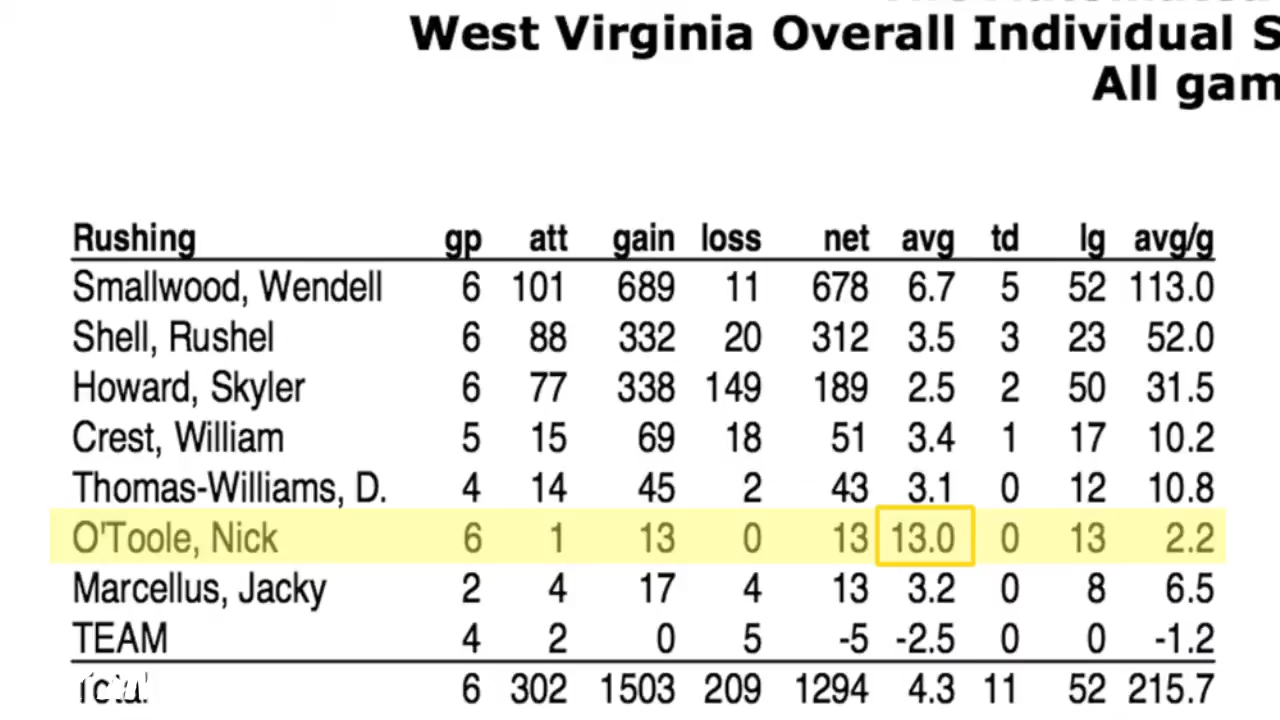 West Virginia Overall Individual S
All gam
Rushing gp att gain loss net avg td lg avg/g
Smallwood, Wendell 6 101 689 11 678 6.7 5 52 113.0
Shell, Rushel 6 88 332 20 312 3.5 3 23 52.0
Howard, Skyler 6 77 338 149 189 2.5 2 50 31.5
Crest, William 5 15 69 18 51 3.4 1 17 10.2
Thomas-Williams, D. 4 14 45 2 43 3.1 0 12 10.8
O'Toole, Nick 6 1 13 0 13 13.0 0 13 2.2
Marcellus, Jacky 2 4 17 4 13 3.2 0 8 6.5
TEAM 4 2 0 5 -5 -2.5 0 0 -1.2
Total 6 302 1503 209 1294 4.3 11 52 215.7